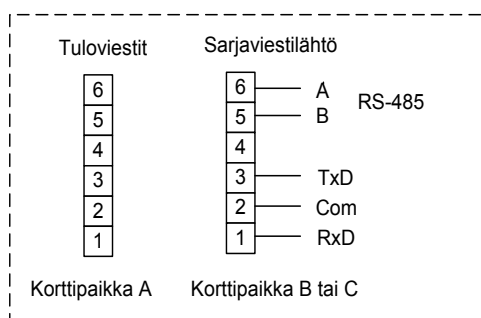 Tuloviestit
Sarjaviestilähtö
6
5
4
3
2
1
6
5
4
3
2
1
A
B
RS-485
TxD
Com
RxD
Korttipaikka A
Korttipaikka B tai C